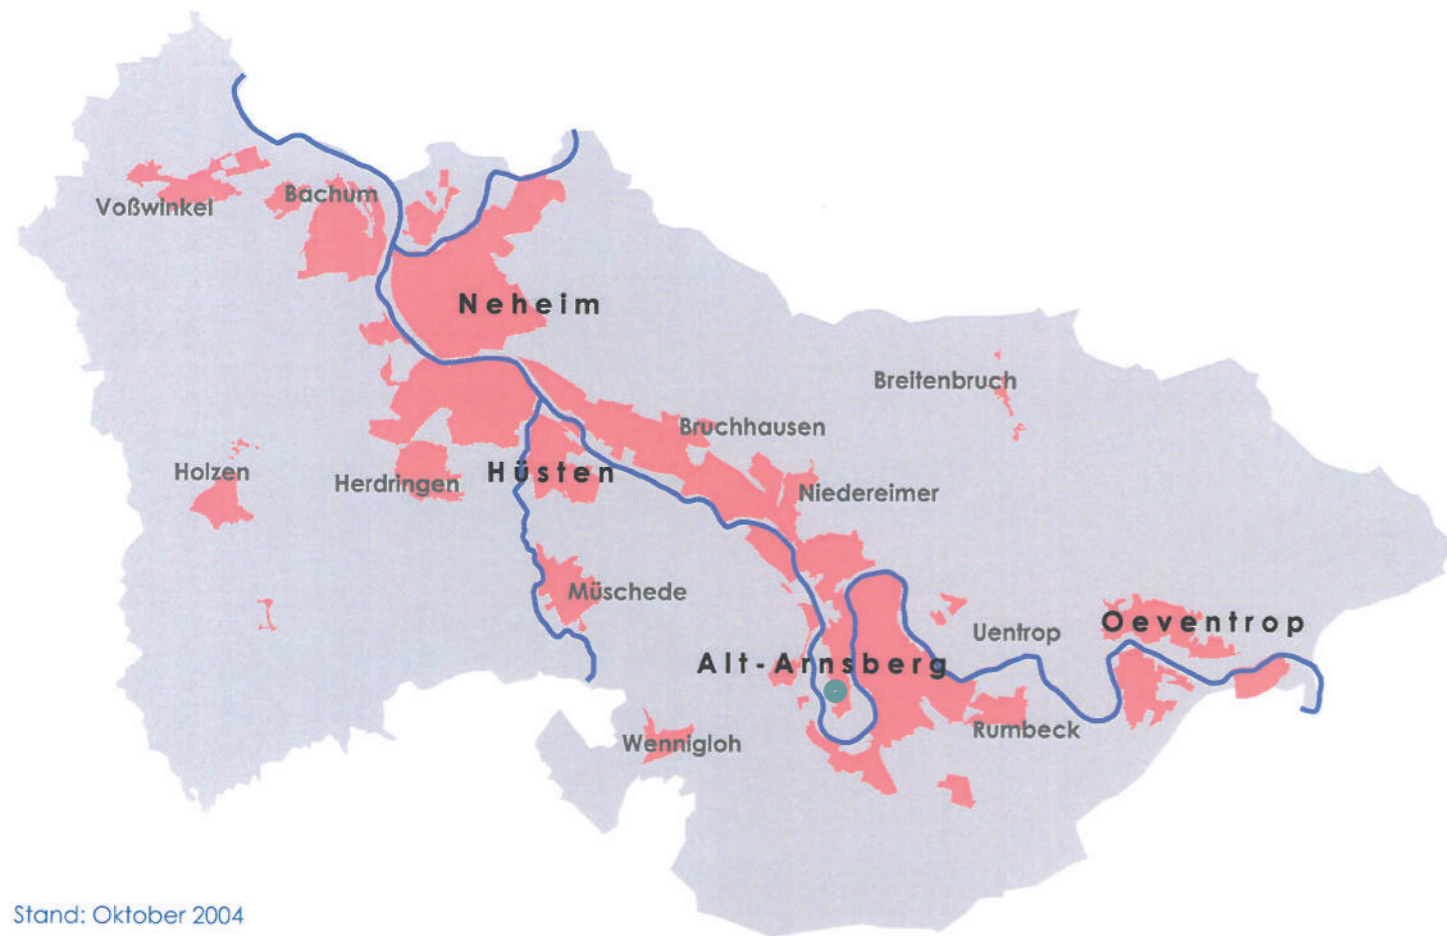 Voßwinkel
Bachum
Neheim
Breitenbruch
Bruchhausen
Holzen
Herdringen
Hüsten
Niedereimer
Müschede
Uentrop
Oeventrop
Alt-Arnsberg
Wennigloh
Rumbeck
Stand: Oktober 2004